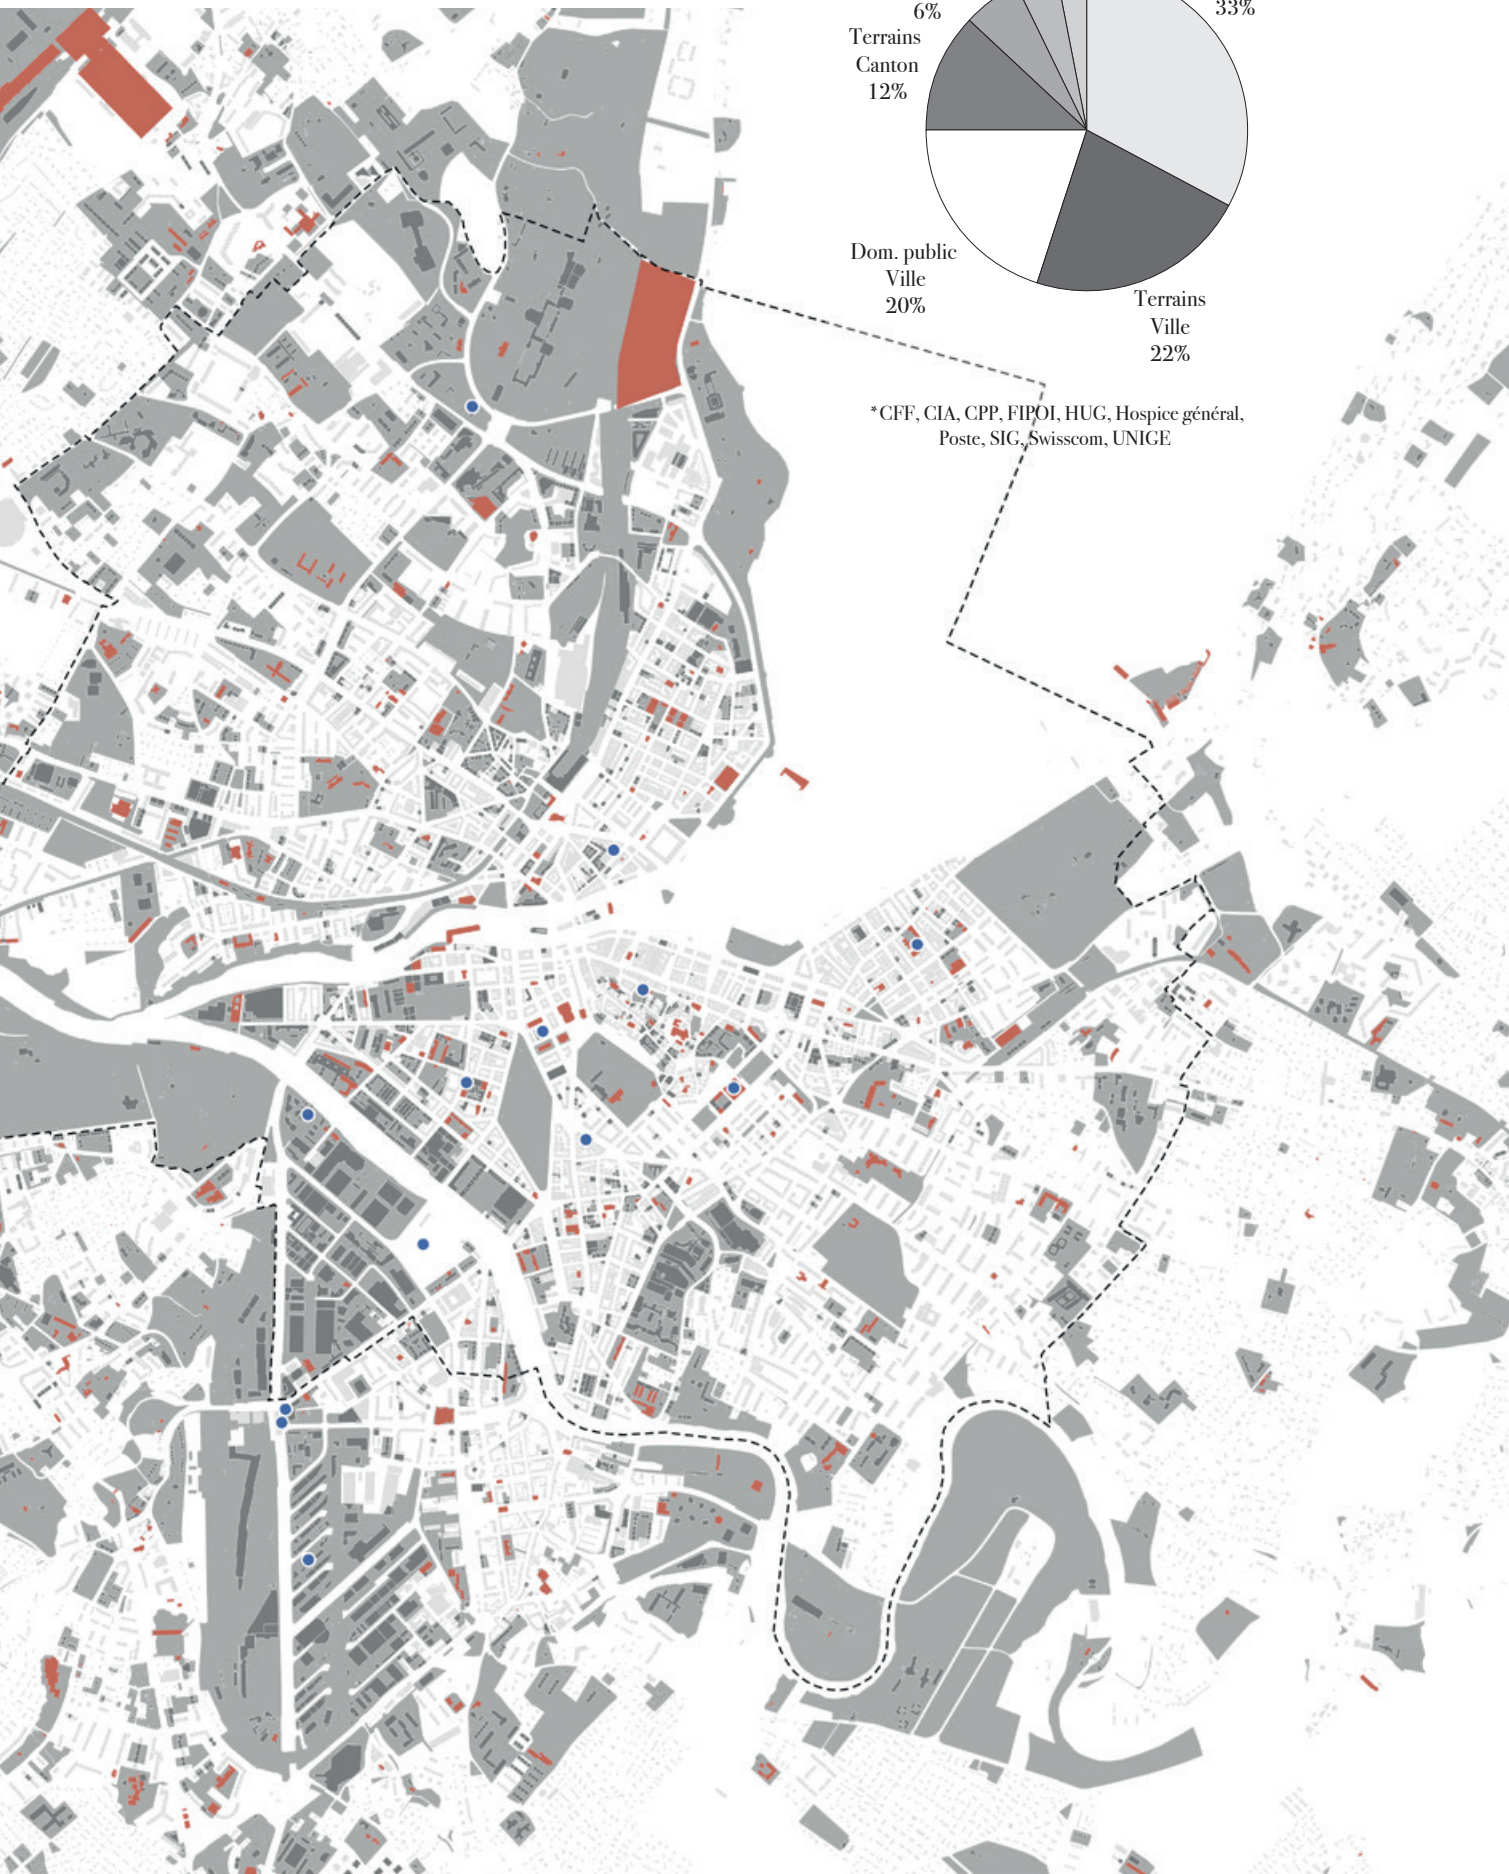 33%
6%
Terrains
Canton
12%
Dom. public
Ville
20%
Terrains
Ville
22%
*CFF, CIA, CPP, FIPOI, HUG, Hospice général,
Poste, SIG, Swisscom, UNIGE